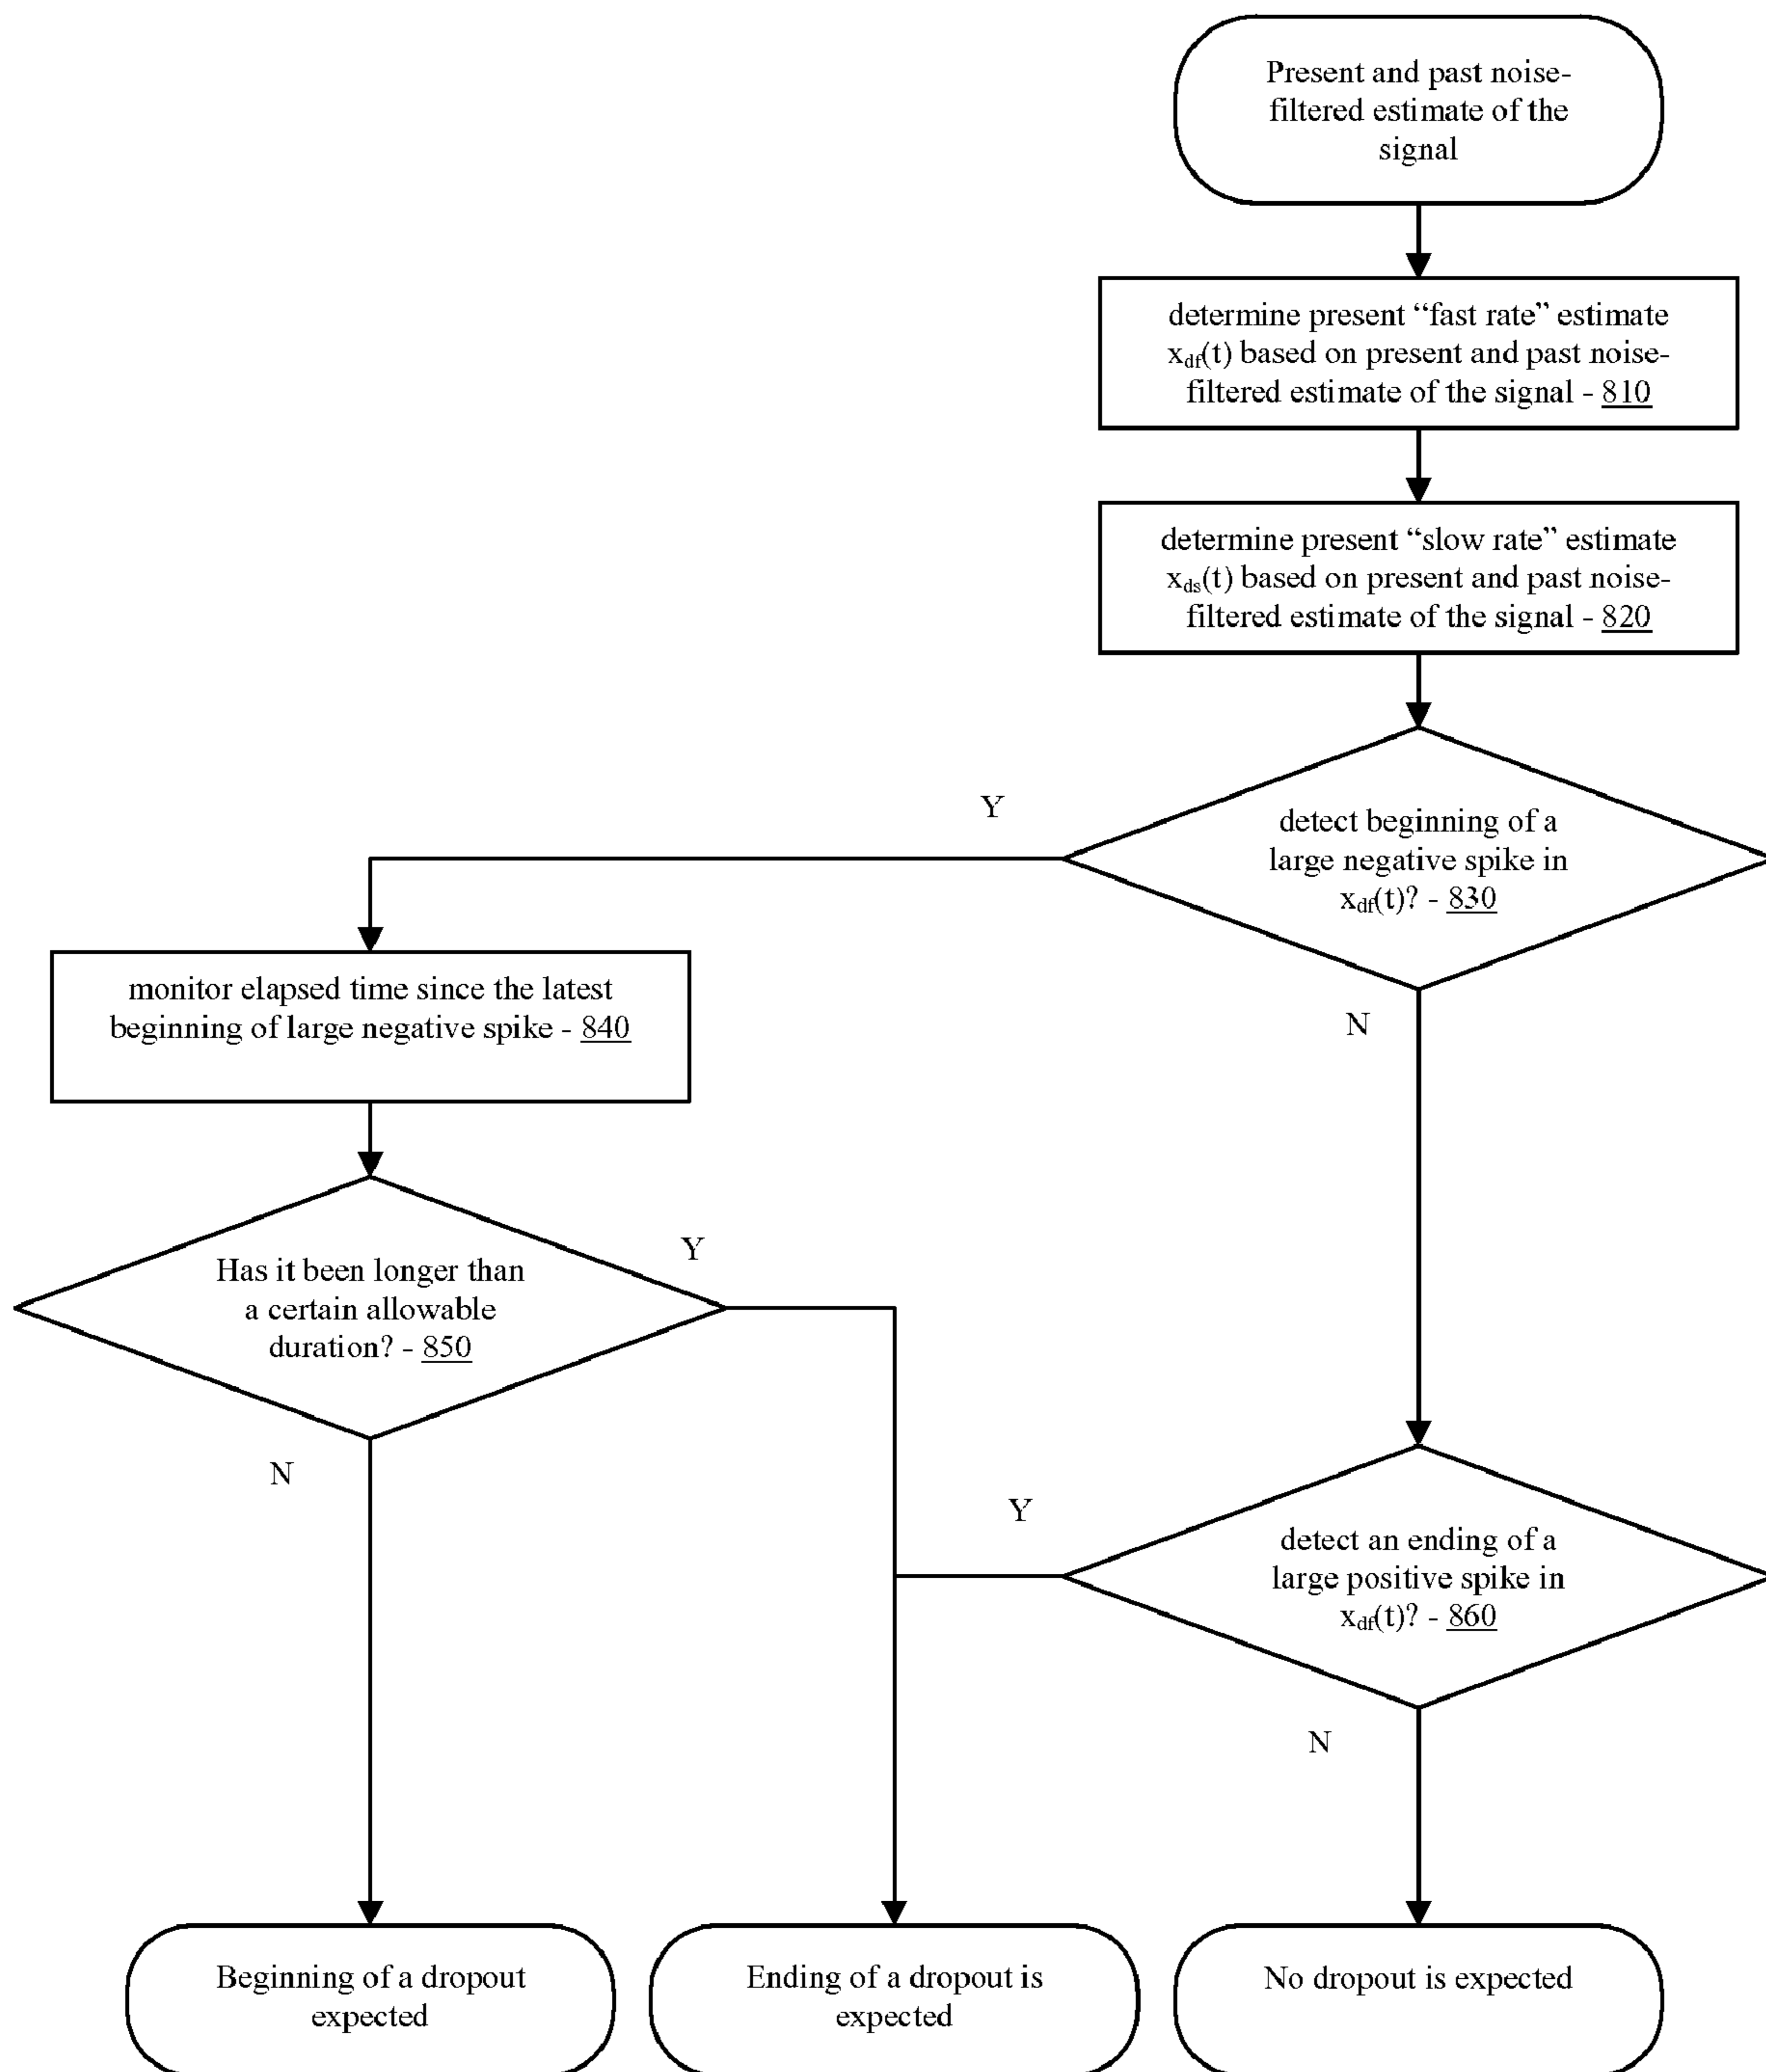 Present and past noise-
filtered estimate of the
signal
determine present “fast rate” estimate
xdf(t) based on present and past noise-
filtered estimate of the signal - 810
determine present “slow rate” estimate
xds(t) based on present and past noise-
filtered estimate of the signal - 820
detect beginning of a
large negative spike in
xdf(t)? - 830
Y
N
monitor elapsed time since the latest
beginning of large negative spike - 840
Has it been longer than
a certain allowable
duration? - 850
Y
N
detect an ending of a
large positive spike in
xdf(t)? - 860
Y
N
Beginning of a dropout
expected
Ending of a dropout is
expected
No dropout is expected